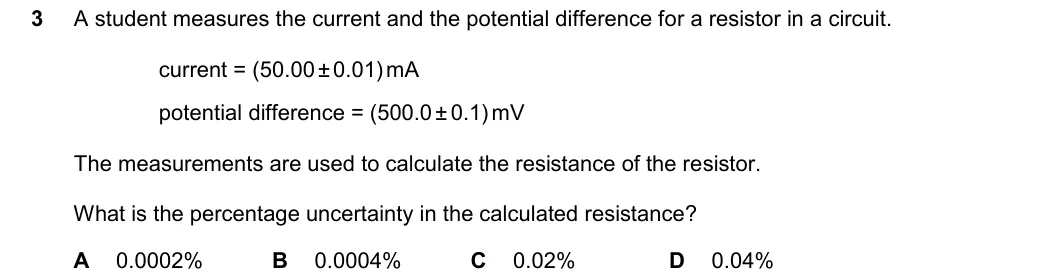 3 A student measures the current and the potential difference for a resistor in a circuit.
current = (50.00 ± 0.01) mA
potential difference = (500.0 ± 0.1) mV
The measurements are used to calculate the resistance of the resistor.
What is the percentage uncertainty in the calculated resistance?
A 0.0002% B 0.0004% C 0.02% D 0.04%